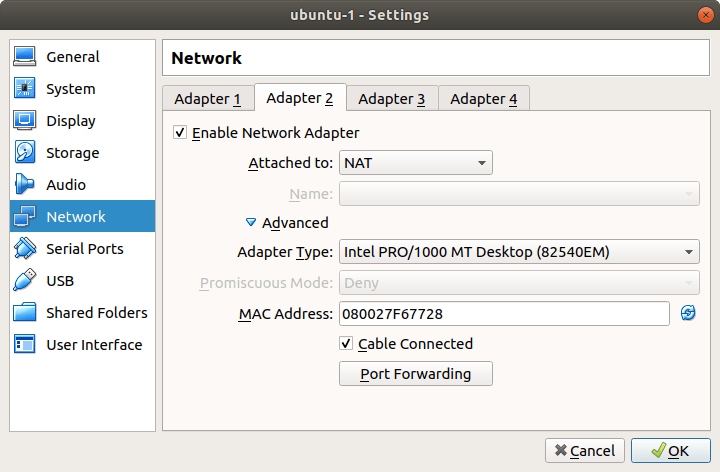 ubuntu-1 - Settings
General
System
Display
Storage
Audio
Network
Serial Ports
USB
Shared Folders
User Interface
Network
Adapter 1 Adapter 2 Adapter 3 Adapter 4
Enable Network Adapter
Attached to: NAT
Name:
Advanced
Adapter Type: Intel PRO/1000 MT Desktop (82540EM)
Promiscuous Mode: Deny
MAC Address: 080027F67728
Cable Connected
Port Forwarding
Cancel OK